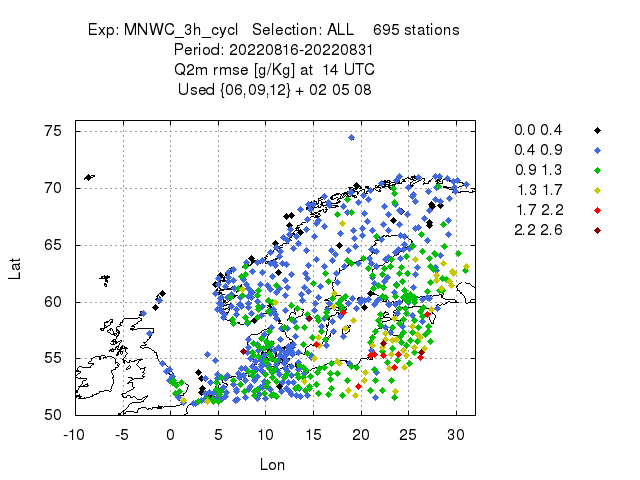 Exp: MNWC_3h_cycl Selection: ALL 695 stations
Period: 20220816-20220831
Q2m rmse [g/Kg] at 14 UTC
Used {06,09,12} + 02 05 08
0.0 0.4
0.4 0.9
0.9 1.3
1.3 1.7
1.7 2.2
2.2 2.6
75
70
65
60
55
50
Lat
-10 -5 0 5 10 15 20 25 30
Lon